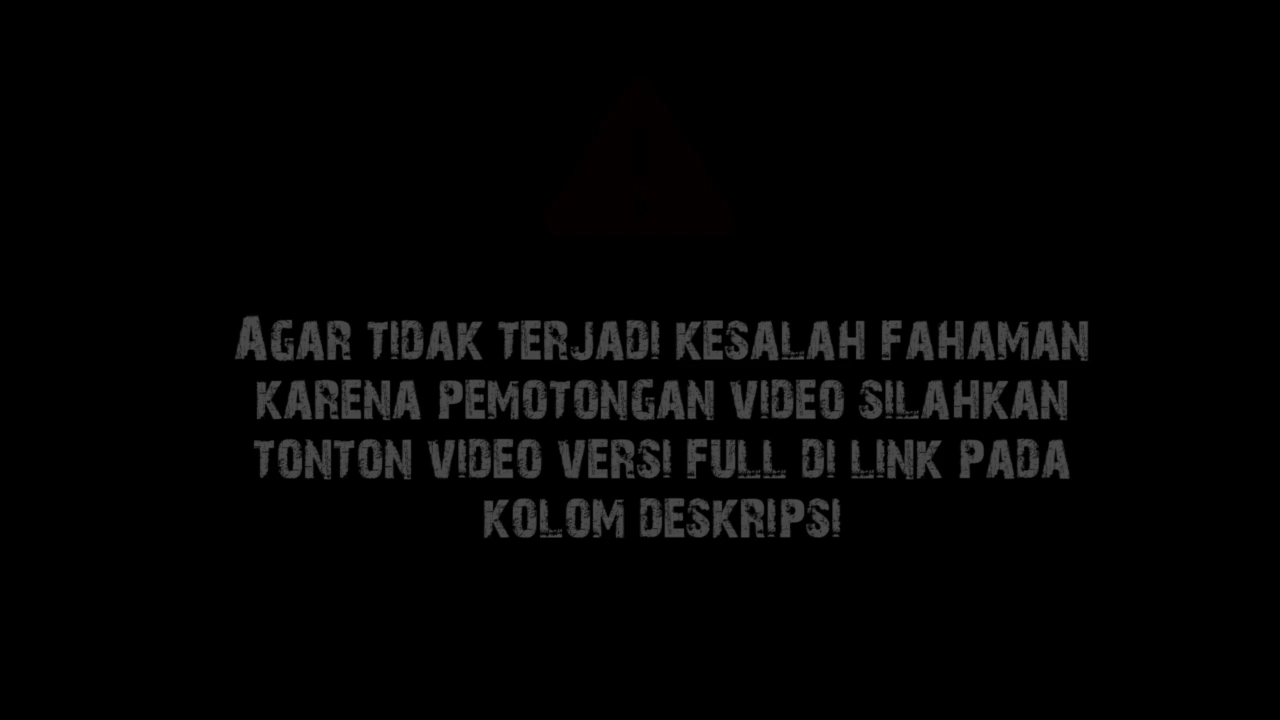 Agar tidak terjadi kesalah fahaman
karena pemotongan video silahkan
tonton video versi full di link pada
kolom deskripsi